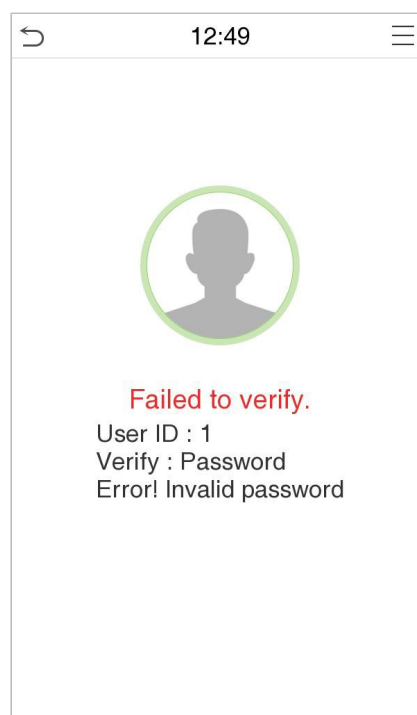 12:49
Failed to verify.
User ID : 1
Verify : Password
Error! Invalid password